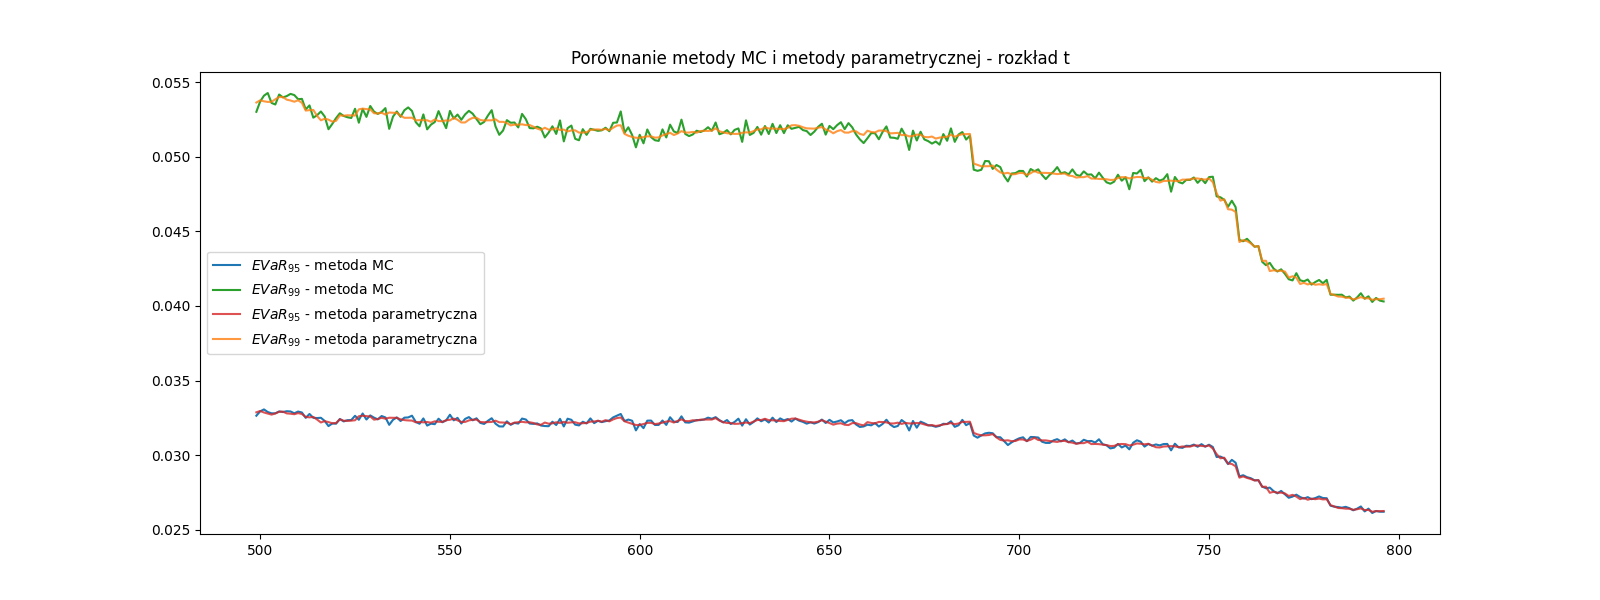 Porównanie metody MC i metody parametrycznej - rozkład t
0.055
0.050
0.045
0.040
0.035
0.030
0.025
EVaR₉₅ - metoda MC
EVaR₉₉ - metoda MC
EVaR₉₅ - metoda parametryczna
EVaR₉₉ - metoda parametryczna
500 550 600 650 700 750 800